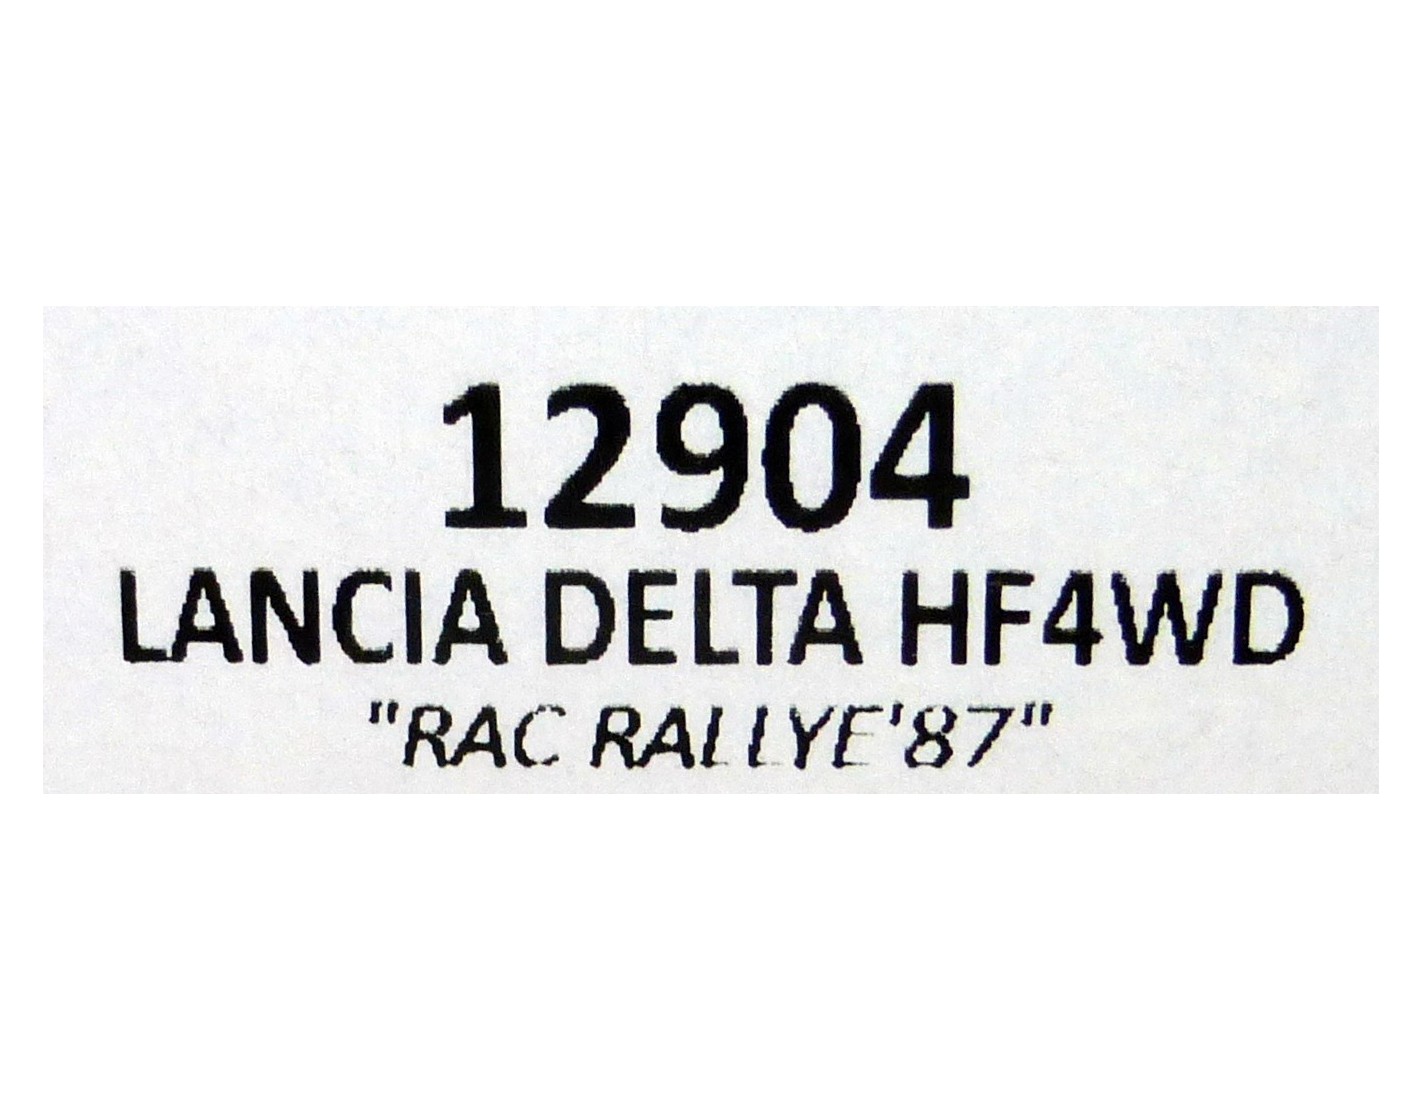 12904
LANCIA DELTA HF4WD
"RAC RALLYE'87"